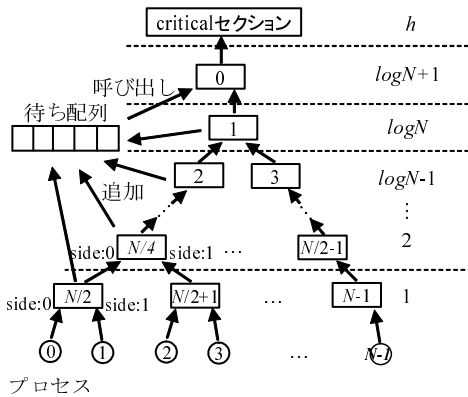 criticalセクション h
0 logN+1
呼び出し
待ち配列
1 logN
2 3 logN-1
追加
⋮
side:0 N/4 side:1 … N/2-1 2
side:0 N/2 side:1 N/2+1 … N-1 1
0 1 2 3 … N-1
プロセス